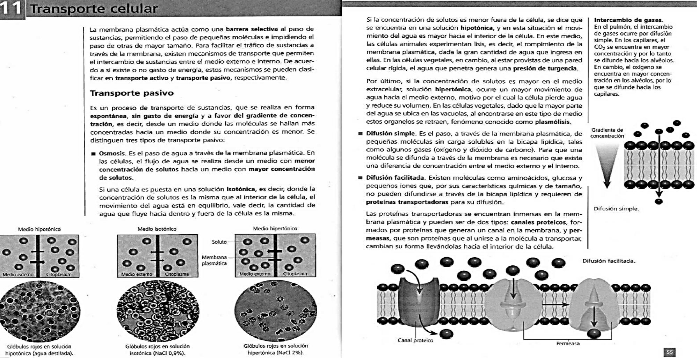 11 Transporte celular
La membrana plasmática actúa como una barrera selectiva al paso de
sustancias, permitiendo el paso de pequeñas moléculas e impidiendo el
paso de otras de mayor tamaño. Para facilitar el tráfico de sustancias a
través de la membrana, existen mecanismos de transporte que permiten
el intercambio de sustancias entre el medio externo e interno. De acuer-
do a si existe o no gasto de energía, estos mecanismos se pueden clasi-
ficar en transporte activo y transporte pasivo, respectivamente.
Transporte pasivo
Es un proceso de transporte de sustancias, que se realiza en forma
espontánea, sin gasto de energía y a favor del gradiente de concen-
tración, es decir, desde un medio donde las moléculas se hallan más
concentradas hacia un medio donde su concentración es menor. Se
distinguen tres tipos de transporte pasivo:
■ Osmosis. Es el paso de agua a través de la membrana plasmática. En
las células, el flujo de agua se realiza desde un medio con menor
concentración de solutos hacia un medio con mayor concentración
de solutos.
Si una célula es puesta en una solución isotónica, es decir, donde la
concentración de solutos es la misma que al interior de la célula, el
movimiento del agua está en equilibrio, vale decir, la cantidad de
agua que fluye hacia dentro y fuera de la célula es la misma.
Medio hipotónico
Medio isotónico
Medio hipertónico
Soluto
Membrana
plasmática
Medio externo Citoplasma
Medio externo Citoplasma
Medio externo Citoplasma
Glóbulos rojos en solución
hipotónica (agua destilada).
Glóbulos rojos en solución
isotónica (NaCl 0,9%).
Glóbulos rojos en solución
hipertónica (NaCl 2%).
Si la concentración de solutos es menor fuera de la célula, se dice que
se encuentra en una solución hipotónica, y en esta situación el movi-
miento del agua es mayor hacia el interior de la célula. En este medio,
las células animales experimentan lisis, es decir, el rompimiento de la
membrana plasmática, dada la gran cantidad de agua que ingresa en
ellas. En las células vegetales, en cambio, al estar provistas de una pared
celular rígida, el agua que penetra genera una presión de turgencia.
Por último, si la concentración de solutos es mayor en el medio
extracelular, solución hipertónica, ocurre un mayor movimiento de
agua hacia el medio externo, motivo por el cual la célula pierde agua
y reduce su volumen. En las células vegetales, dado que la mayor parte
del agua se ubica en las vacuolas, al encontrarse en este tipo de medio
estos organelos se retraen, fenómeno conocido como plasmólisis.
■ Difusión simple. Es el paso, a través de la membrana plasmática, de
pequeñas moléculas sin carga solubles en la bicapa lipídica, tales
como algunos gases (oxígeno y dióxido de carbono). Para que una
molécula se difunda a través de la membrana es necesario que exista
una diferencia de concentración entre el medio externo y el interno.
■ Difusión facilitada. Existen moléculas como aminoácidos, glucosa y
pequeños iones que, por sus características químicas y de tamaño,
no pueden difundirse a través de la bicapa lipídica y requieren de
proteínas transportadoras para su difusión.
Las proteínas transportadoras se encuentran inmersas en la mem-
brana plasmática y pueden ser de dos tipos: canales proteicos, for-
mados por proteínas que generan un canal en la membrana, y per-
measas, que son proteínas que al unirse a la molécula a transportar,
cambian su forma llevándolas hacia el interior de la célula.
Intercambio de gases.
En el pulmón, el intercambio
de gases ocurre por difusión
simple. En los capilares, el
CO2 se encuentra en mayor
concentración y por lo tanto
se difunde hacia los alvéolos.
En cambio, el oxígeno se
encuentra en mayor concen-
tración en los alvéolos, por lo
que se difunde hacia los
capilares.
Gradiente de
concentración
Difusión simple.
Difusión facilitada.
Canal proteico
Permeasa
55